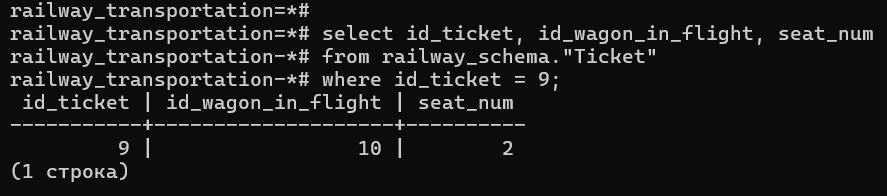 railway_transportation=*#
railway_transportation=*# select id_ticket, id_wagon_in_flight, seat_num
railway_transportation-*# from railway_schema."Ticket"
railway_transportation-*# where id_ticket = 9;
 id_ticket | id_wagon_in_flight | seat_num
-----------+--------------------+----------
         9 |                 10 |        2
(1 строка)